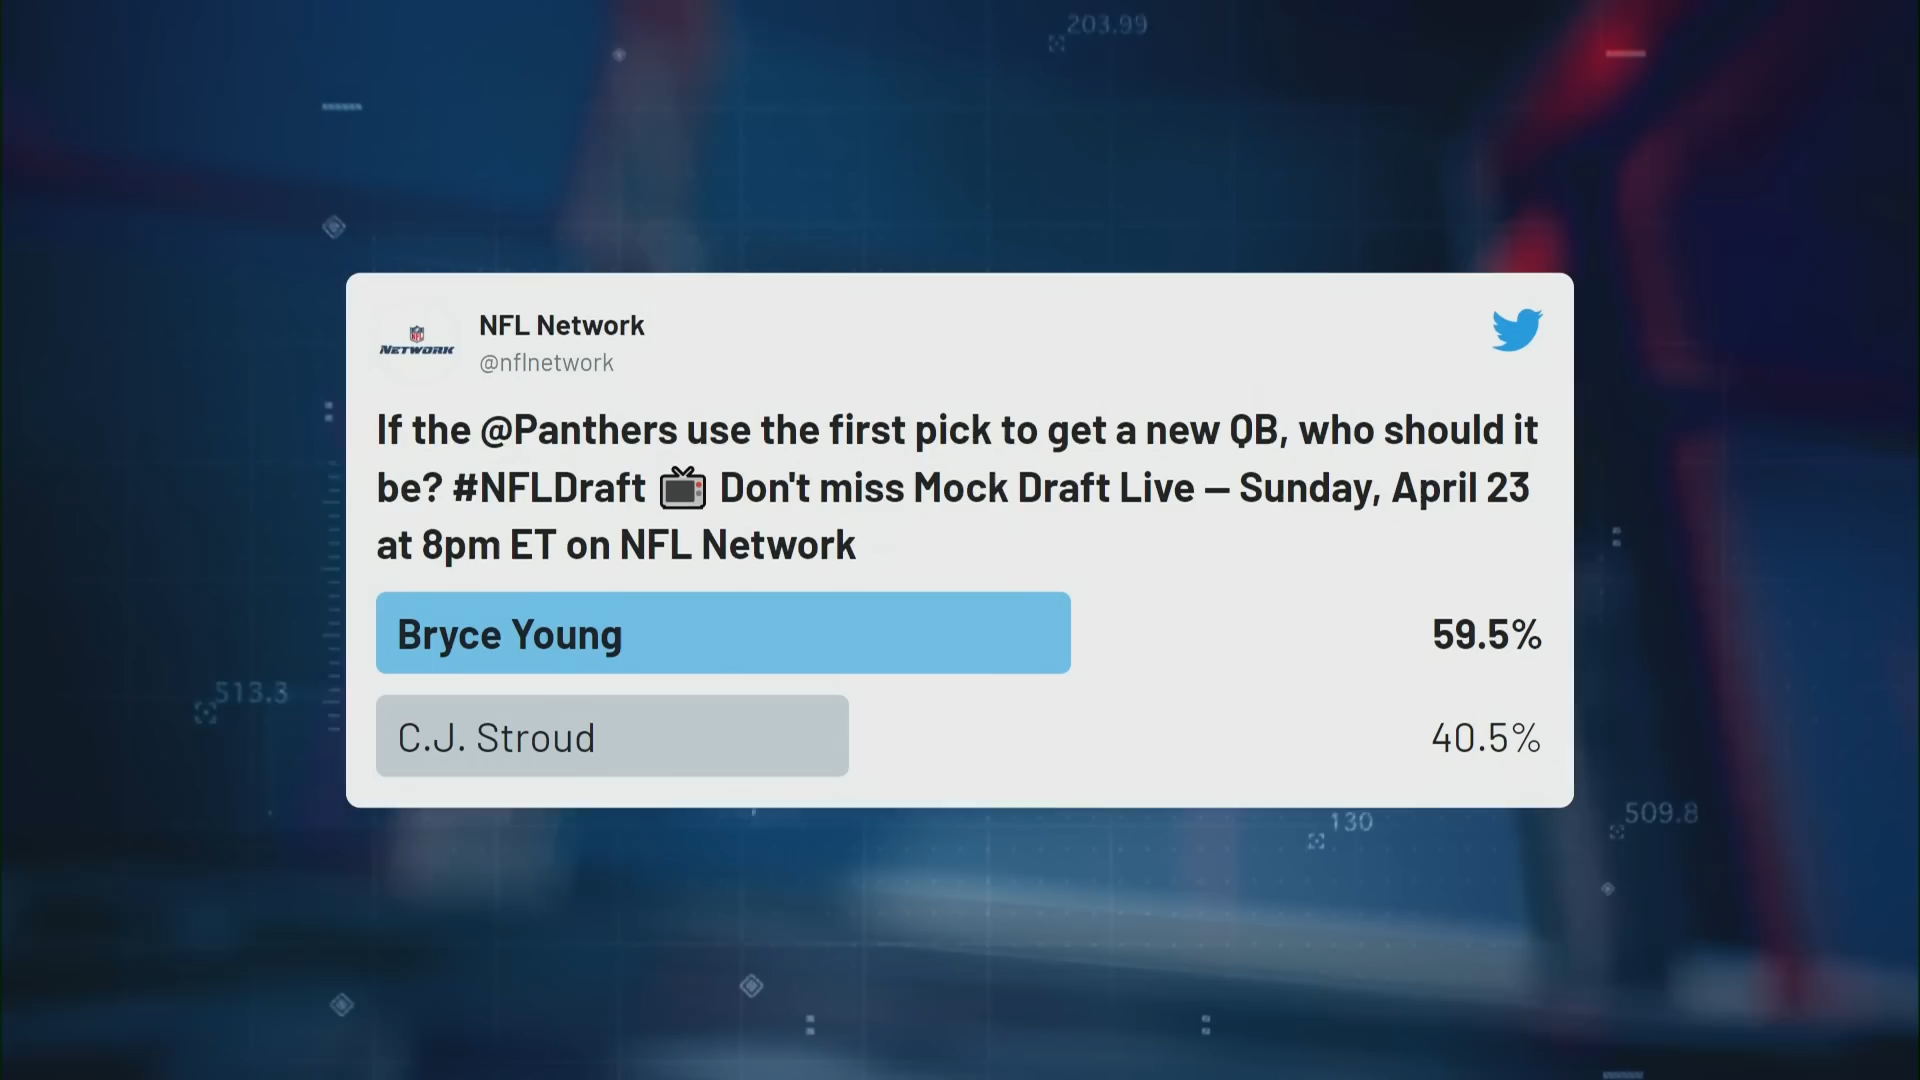 203.99
NFL
NETWORK
NFL Network
@nflnetwork
If the @Panthers use the first pick to get a new QB, who should it
be? #NFLDraft 📺 Don't miss Mock Draft Live – Sunday, April 23
at 8pm ET on NFL Network
Bryce Young 59.5%
C.J. Stroud 40.5%
513.3
130
509.8